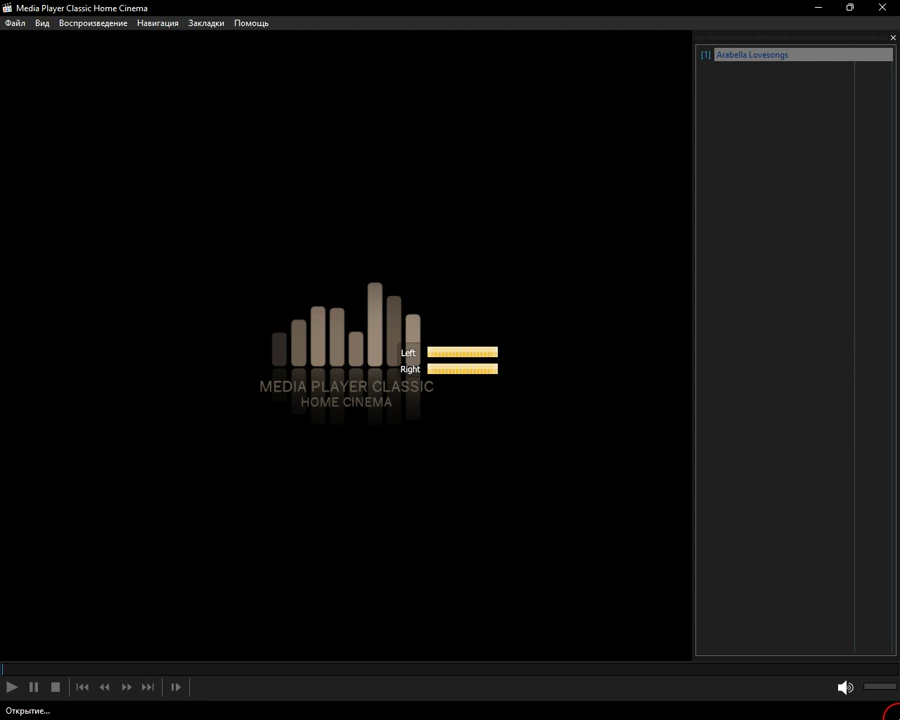 Media Player Classic Home Cinema
Файл Вид Воспроизведение Навигация Закладки Помощь
[1] Arabella Lovesongs
Left
Right
MEDIA PLAYER CLASSIC
HOME CINEMA
Открытие...